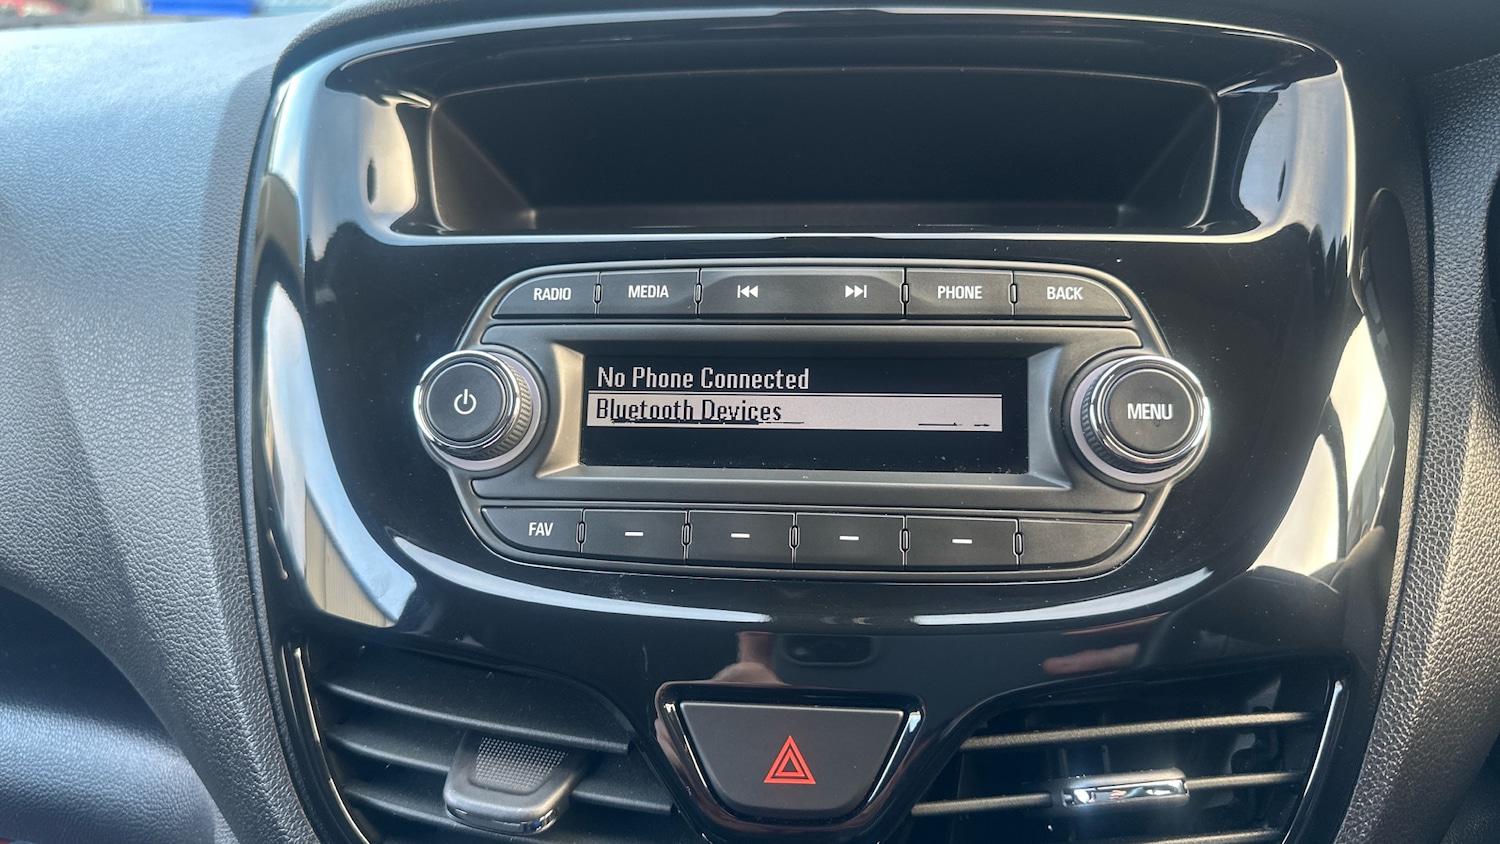 RADIO MEDIA PHONE BACK
No Phone Connected
Bluetooth Devices
MENU
FAV